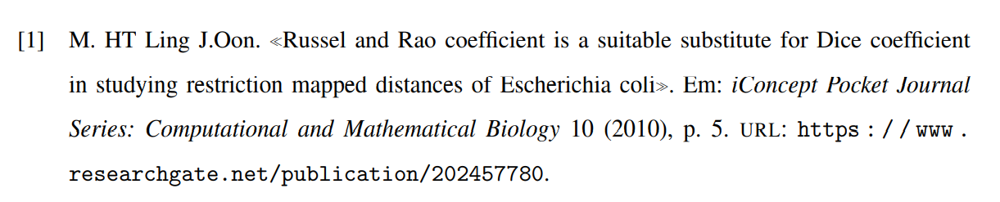 [1] M. HT Ling J.Oon. «Russel and Rao coefficient is a suitable substitute for Dice coefficient
in studying restriction mapped distances of Escherichia coli». Em: iConcept Pocket Journal
Series: Computational and Mathematical Biology 10 (2010), p. 5. URL: https://www.
researchgate.net/publication/202457780.